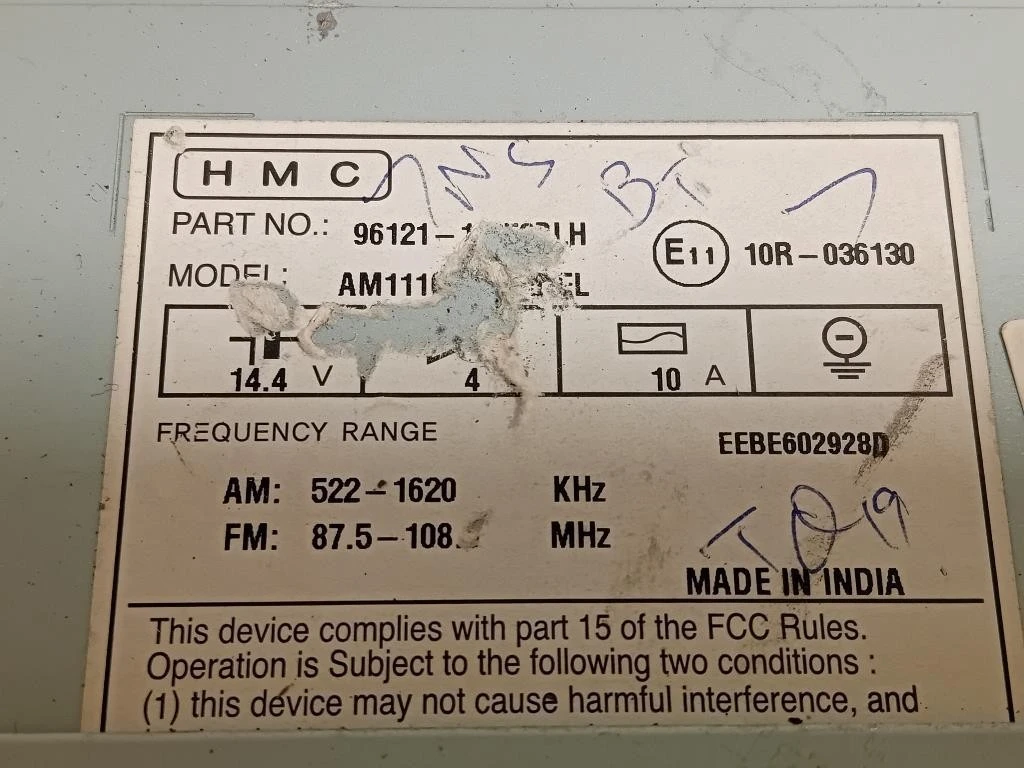 HMC
PART NO.: 96121-1
E11 10R-036130
MODEL: AM111
14.4 V 4 10 A
FREQUENCY RANGE
EEBE602928D
AM: 522-1620 KHz
FM: 87.5-108. MHz
MADE IN INDIA
This device complies with part 15 of the FCC Rules.
Operation is Subject to the following two conditions :
(1) this device may not cause harmful interference, and